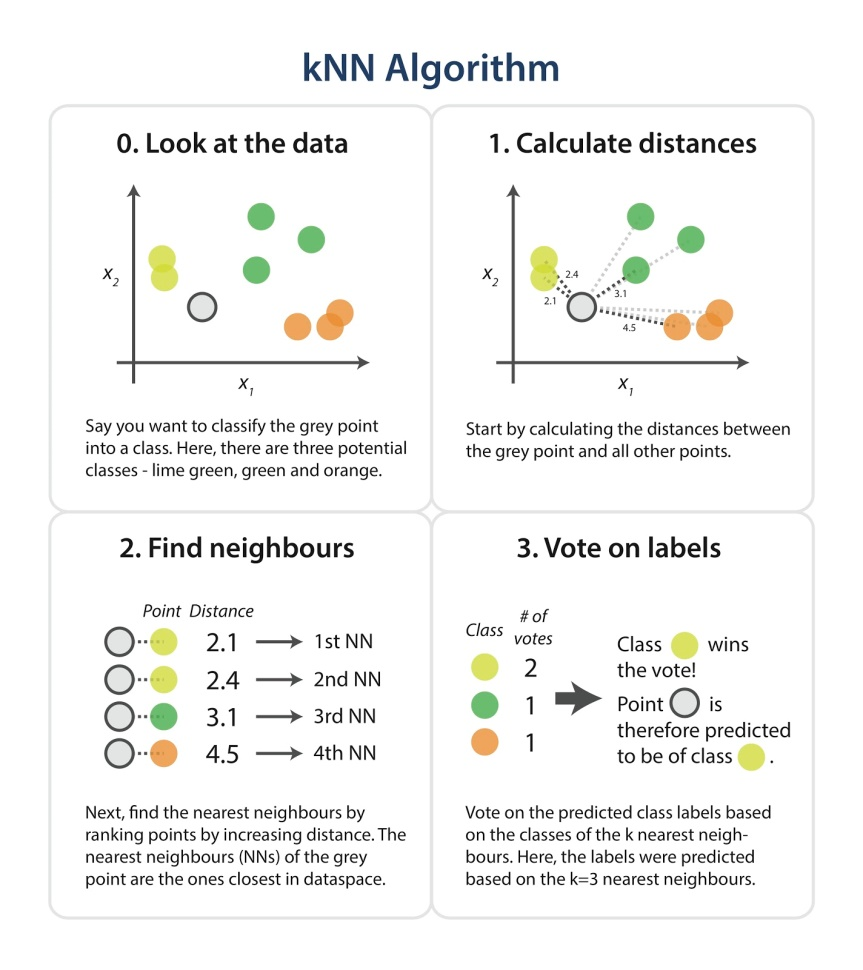 kNN Algorithm
0. Look at the data
x2
x1
Say you want to classify the grey point
into a class. Here, there are three potential
classes - lime green, green and orange.
1. Calculate distances
x2
2.4
2.1
3.1
4.5
x1
Start by calculating the distances between
the grey point and all other points.
2. Find neighbours
Point Distance
2.1 1st NN
2.4 2nd NN
3.1 3rd NN
4.5 4th NN
Next, find the nearest neighbours by
ranking points by increasing distance. The
nearest neighbours (NNs) of the grey
point are the ones closest in dataspace.
3. Vote on labels
Class # of
votes
2
1
1
Class wins
the vote!
Point is
therefore predicted
to be of class .
Vote on the predicted class labels based
on the classes of the k nearest neigh-
bours. Here, the labels were predicted
based on the k=3 nearest neighbours.